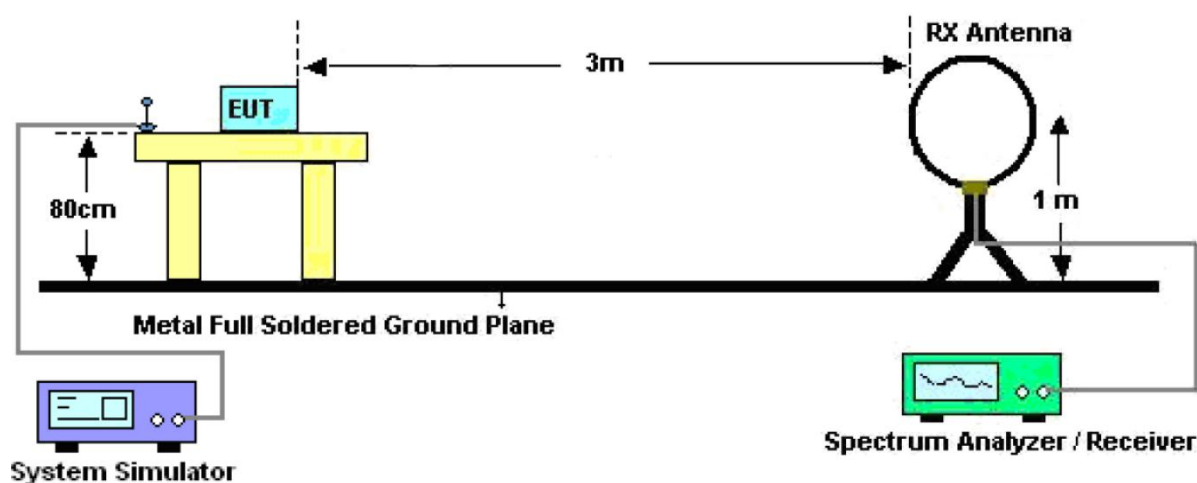 RX Antenna
3m
EUT
80cm
1 m
Metal Full Soldered Ground Plane
Spectrum Analyzer / Receiver
System Simulator